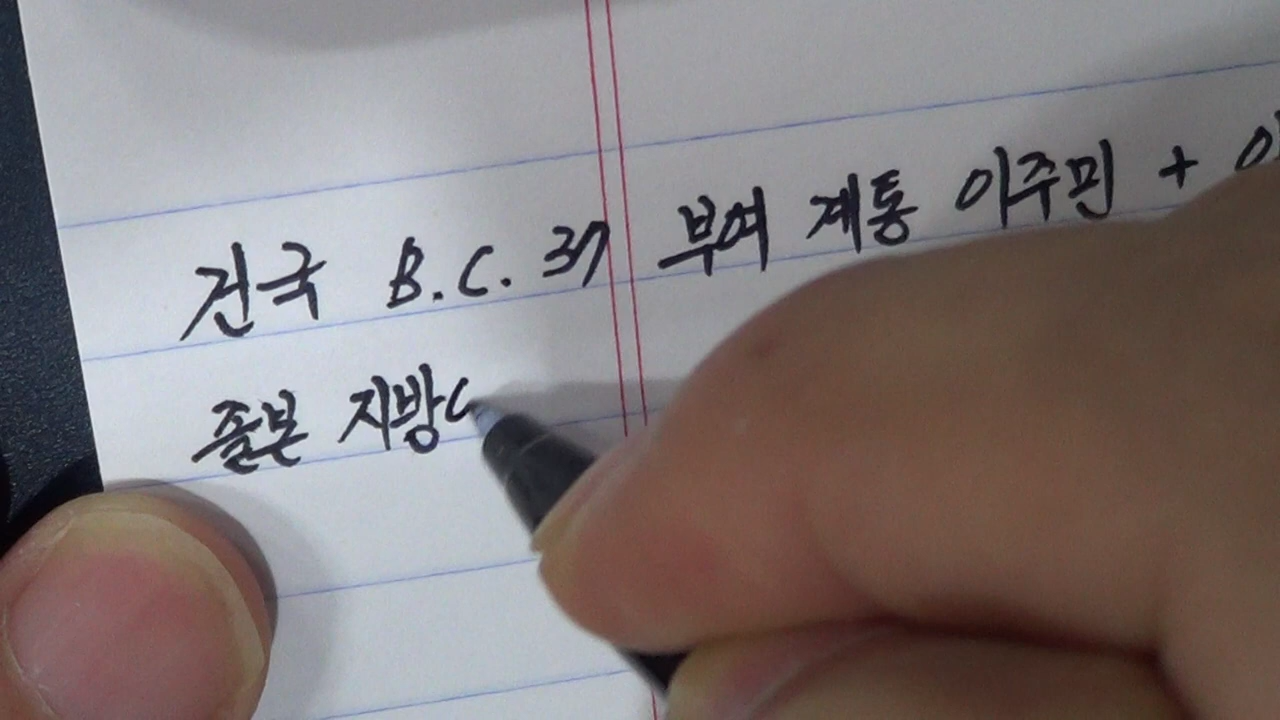 건국 B.C. 37 부여 계통 이주민 +
졸본 지방